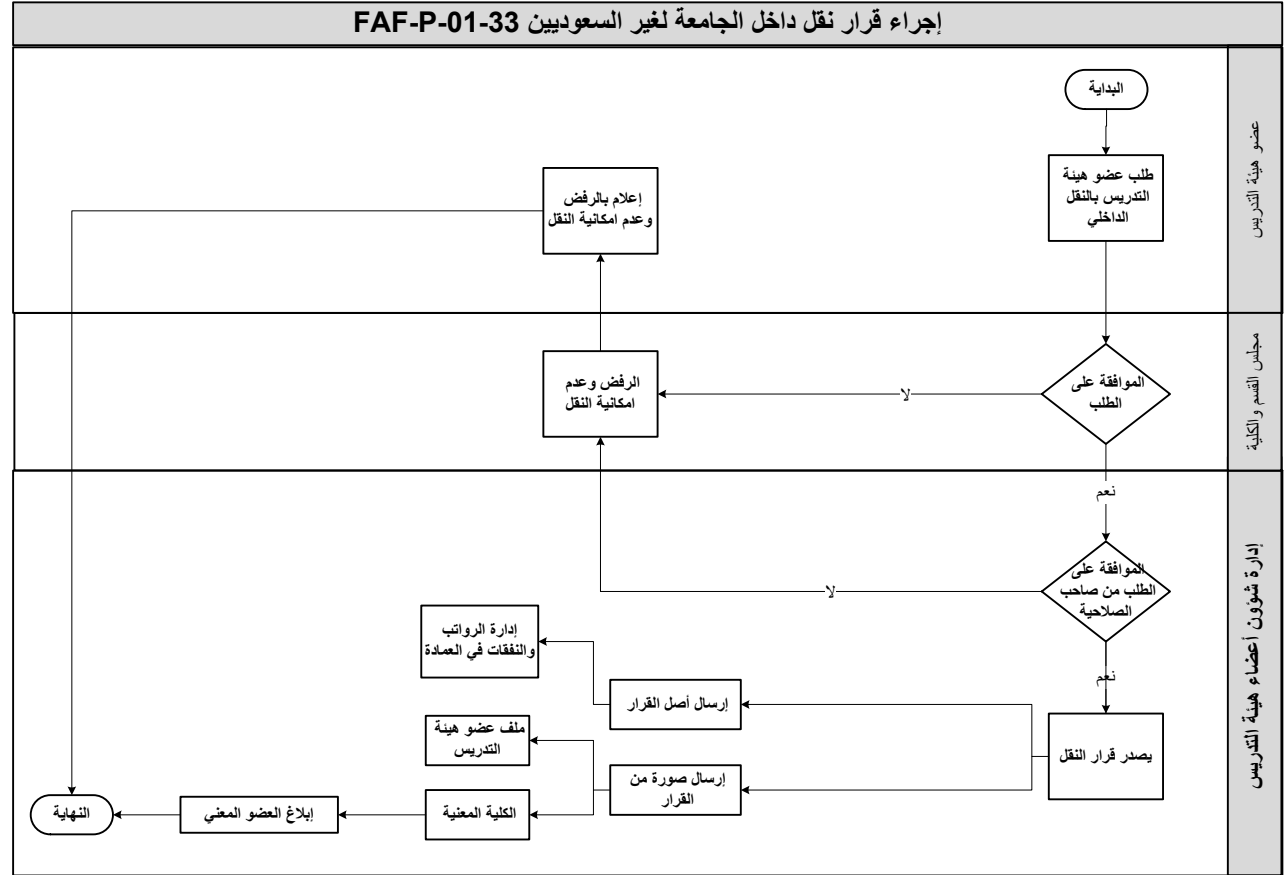 إجراء قرار نقل داخل الجامعة لغير السعوديين FAF-P-01-33
عضو هيئة التدريس
البداية
طلب عضو هيئة
التدريس بالنقل
الداخلي
إعلام بالرفض
وعدم امكانية النقل
مجلس القسم والكلية
الموافقة على
الطلب
لا
الرفض وعدم
امكانية النقل
نعم
إدارة شؤون أعضاء هيئة التدريس
الموافقة على
الطلب من صاحب
الصلاحية
لا
نعم
يصدر قرار النقل
إرسال أصل القرار
إدارة الرواتب
والنفقات في العمادة
إرسال صورة من
القرار
ملف عضو هيئة
التدريس
الكلية المعنية
إبلاغ العضو المعني
النهاية